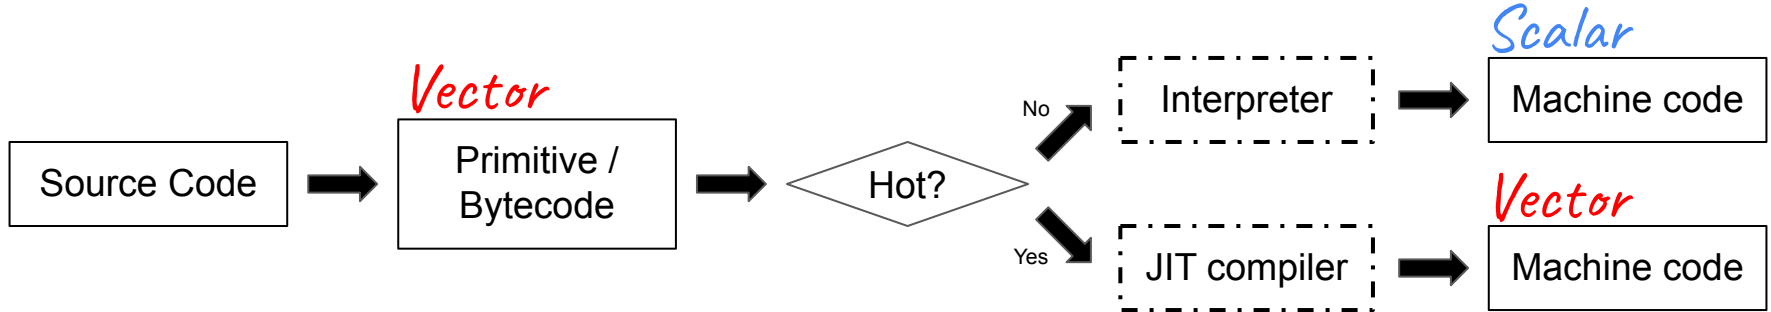 Source Code
Vector
Primitive /
Bytecode
Hot?
No
Interpreter
Scalar
Machine code
Yes
JIT compiler
Vector
Machine code